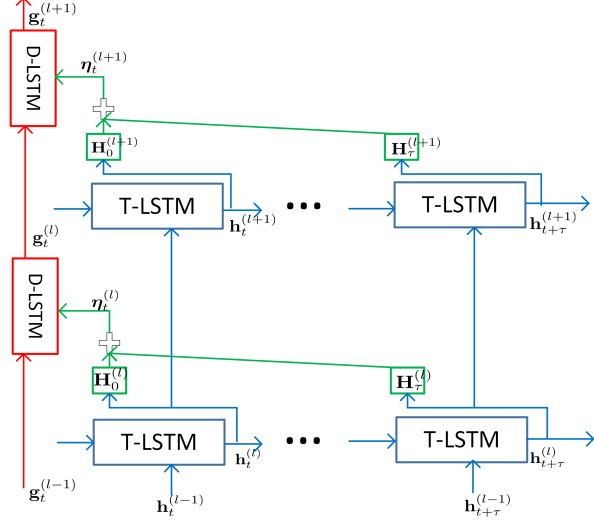 g_t^(l+1)
D-LSTM
η_t^(l+1)
H_0^(l+1)
H_τ^(l+1)
T-LSTM
•••
T-LSTM
h_t^(l+1)
h_{t+τ}^(l+1)
g_t^(l)
D-LSTM
η_t^(l)
H_0^(l)
H_τ^(l)
T-LSTM
•••
T-LSTM
h_t^(l)
h_{t+τ}^(l)
g_t^(l-1)
h_t^(l-1)
h_{t+τ}^(l-1)